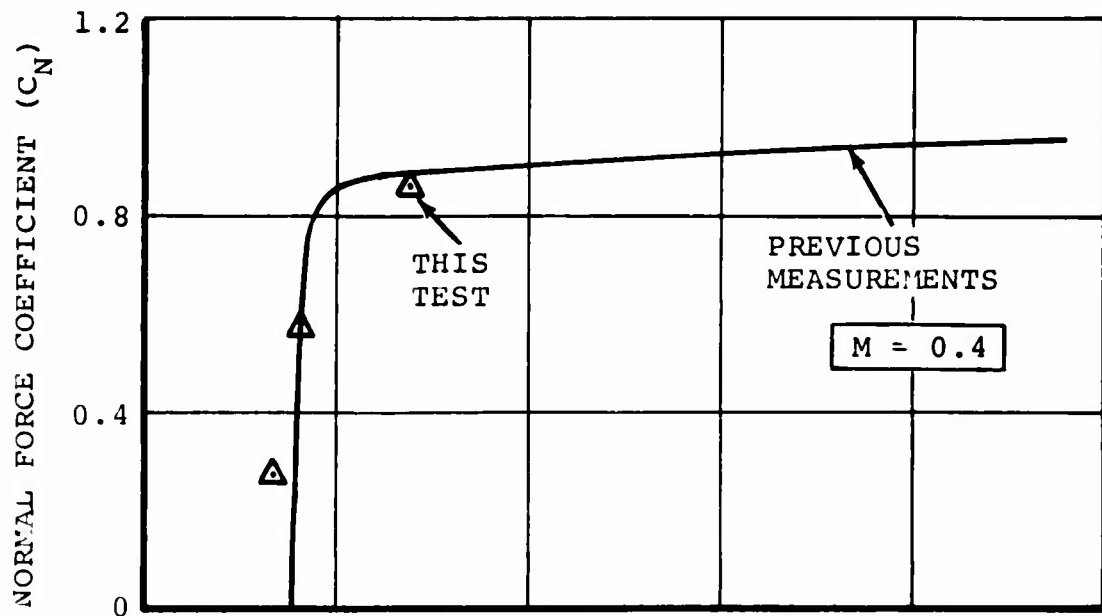 NORMAL FORCE COEFFICIENT (C_N)
1.2
0.8
0.4
0
THIS
TEST
PREVIOUS
MEASUREMENTS
M = 0.4